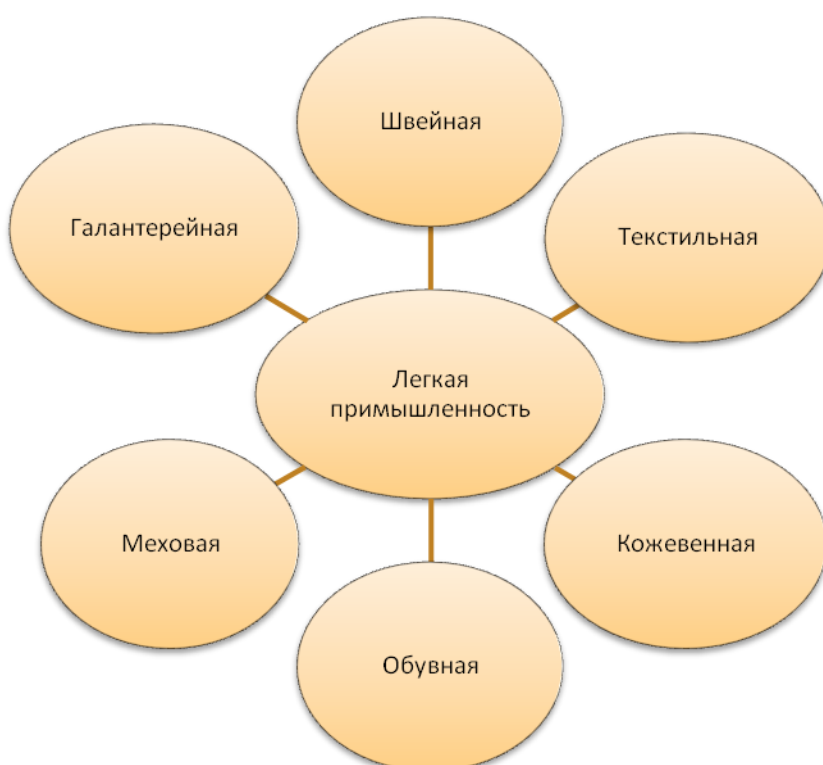 Швейная
Галантерейная
Текстильная
Легкая
примышленность
Меховая
Кожевенная
Обувная